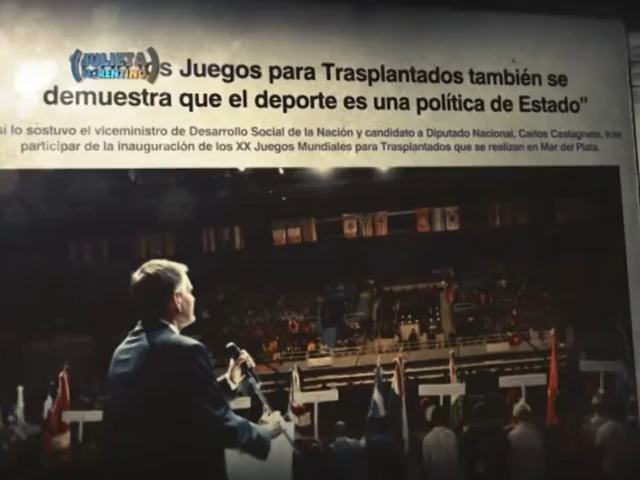 JULIETA
s Juegos para Trasplantados también se
demuestra que el deporte es una política de Estado"
sí lo sostuvo el viceministro de Desarrollo Social de la Nación y candidato a Diputado Nacional, Carlos Castagneto, tras
participar de la inauguración de los XX Juegos Mundiales para Trasplantados que se realizan en Mar del Plata.